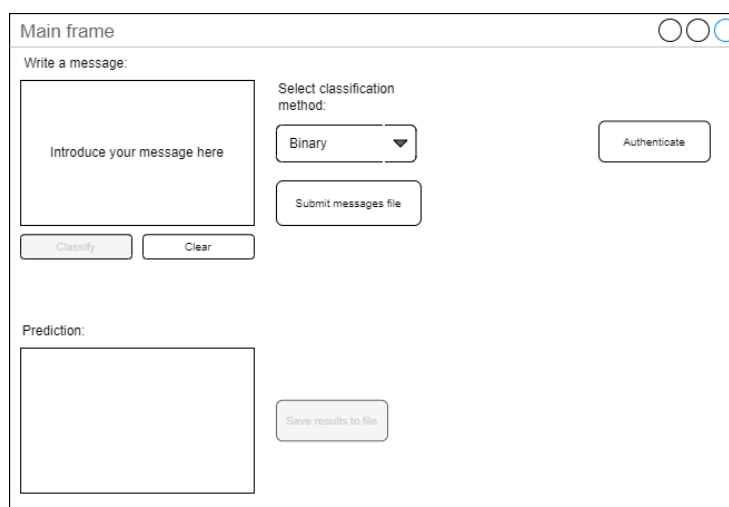 Main frame
Write a message:
Introduce your message here
Select classification
method:
Binary
Authenticate
Submit messages file
Classify
Clear
Prediction:
Save results to file